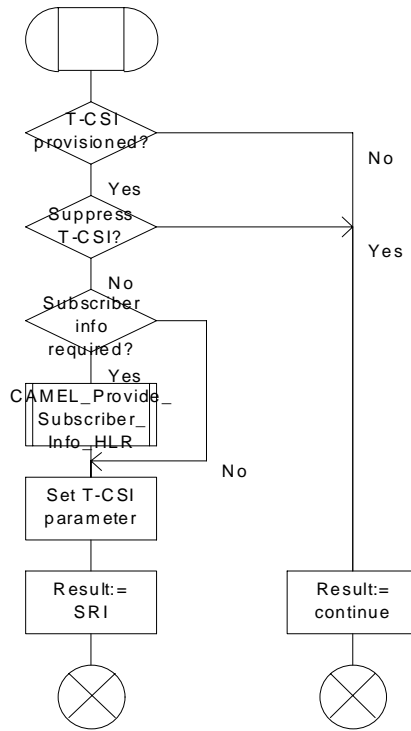 T-CSI
provisioned?
No
Yes
Suppress
T-CSI?
Yes
No
Subscriber
info
required?
Yes
CAMEL_Provide_
Subscriber_
Info_HLR
No
Set T-CSI
parameter
Result:=
SRI
Result:=
continue